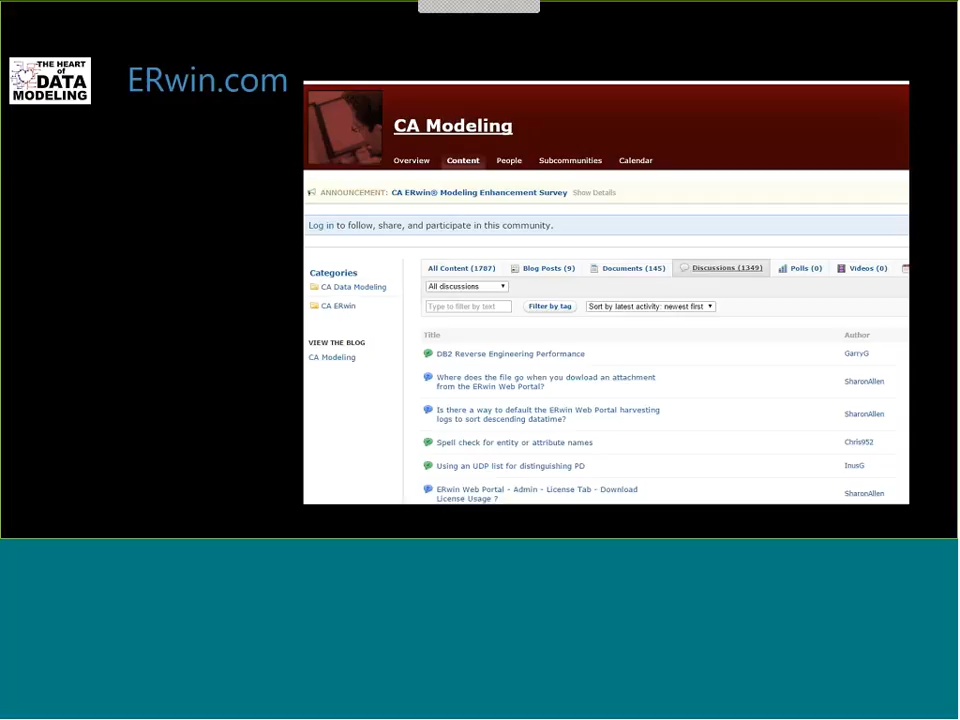 THE HEART
of
DATA
MODELING
ERwin.com
CA Modeling
Overview Content People Subcommunities Calendar
ANNOUNCEMENT: CA ERwin® Modeling Enhancement Survey Show Details
Log in to follow, share, and participate in this community.
Categories
CA Data Modeling
CA ERwin
VIEW THE BLOG
CA Modeling
All Content (1787) Blog Posts (9) Documents (145) Discussions (1349) Polls (0) Videos (0)
All discussions
Type to filter by text Filter by tag Sort by latest activity: newest first
Title Author
DB2 Reverse Engineering Performance GarryG
Where does the file go when you dowload an attachment
from the ERwin Web Portal? SharonAllen
Is there a way to default the ERwin Web Portal harvesting
logs to sort descending datatime? SharonAllen
Spell check for entity or attribute names Chris952
Using an UDP list for distinguishing PD InusG
ERwin Web Portal - Admin - License Tab - Download
License Usage ? SharonAllen